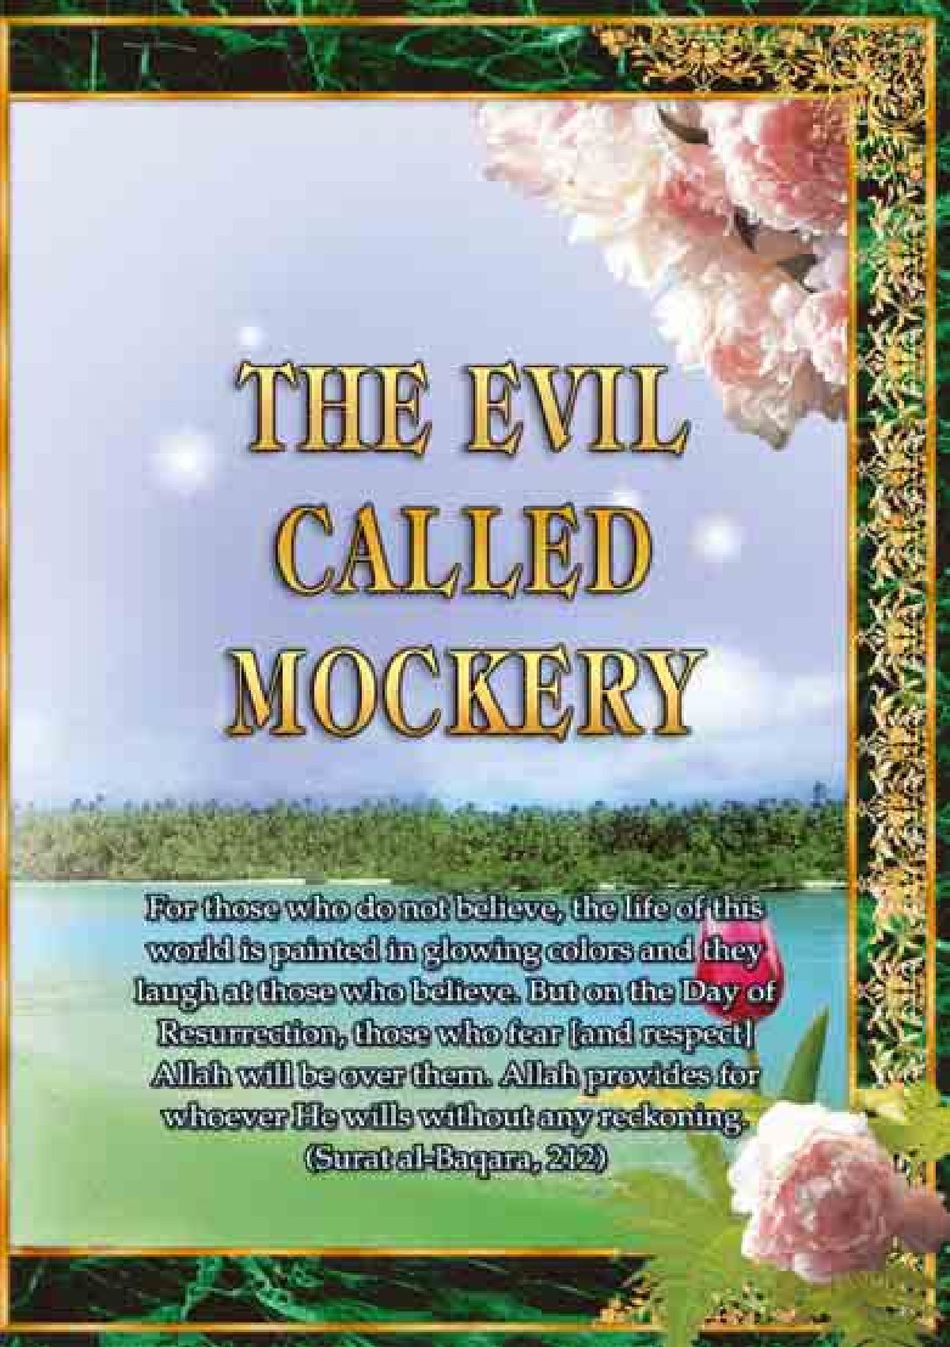 THE EVIL
CALLED
MOCKERY
For those who do not believe, the life of this
world is painted in glowing colors and they
laugh at those who believe. But on the Day of
Resurrection, those who fear [and respect]
Allah will be over them. Allah provides for
whoever He wills without any reckoning.
(Surat al-Baqara, 212)